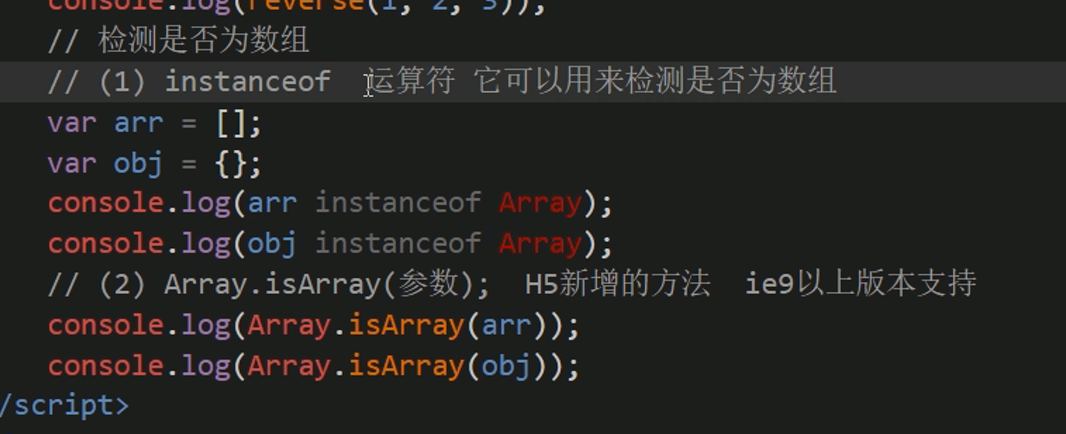 console.log(reverse(1, 2, 3));
// 检测是否为数组
// (1) instanceof  运算符 它可以用来检测是否为数组
var arr = [];
var obj = {};
console.log(arr instanceof Array);
console.log(obj instanceof Array);
// (2) Array.isArray(参数);  H5新增的方法  ie9以上版本支持
console.log(Array.isArray(arr));
console.log(Array.isArray(obj));
/script>